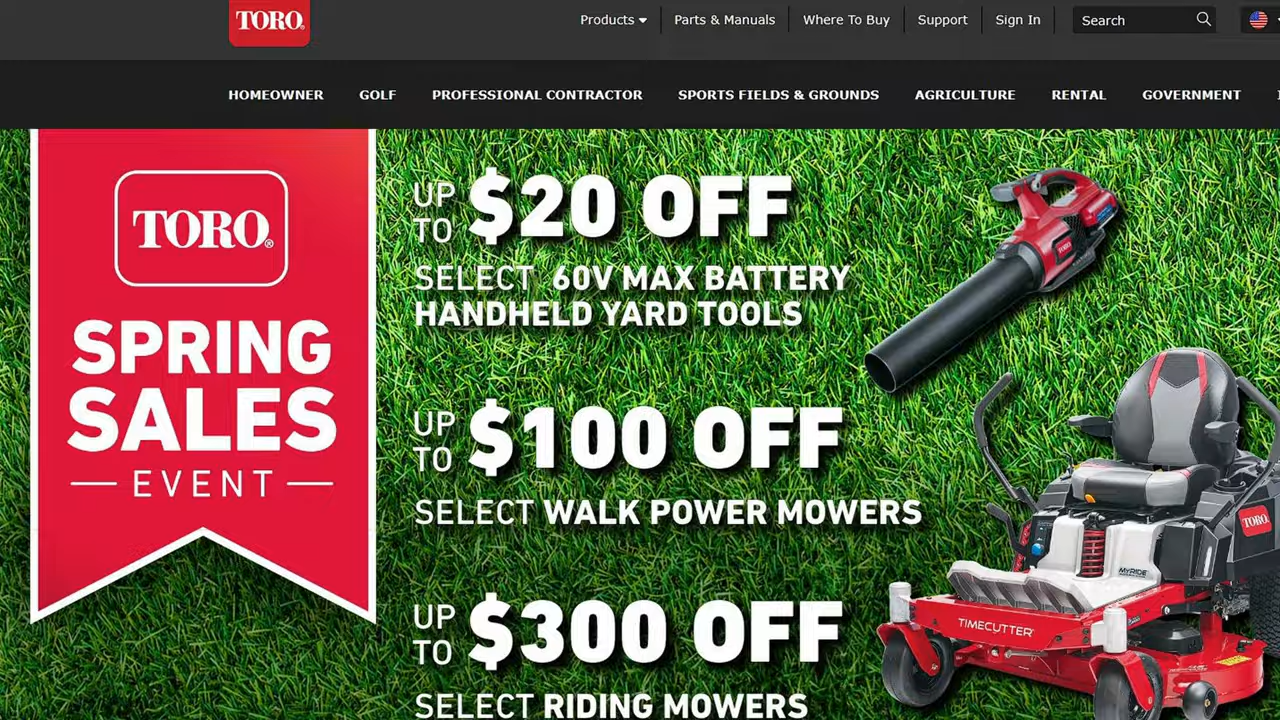 TORO.
Products
Parts & Manuals
Where To Buy
Support
Sign In
Search
HOMEOWNER
GOLF
PROFESSIONAL CONTRACTOR
SPORTS FIELDS & GROUNDS
AGRICULTURE
RENTAL
GOVERNMENT
TORO®
SPRING
SALES
EVENT
UP TO $20 OFF
SELECT 60V MAX BATTERY
HANDHELD YARD TOOLS
UP TO $100 OFF
SELECT WALK POWER MOWERS
UP TO $300 OFF
SELECT RIDING MOWERS
TORO
TORO
MyRIDE
TIMECUTTER